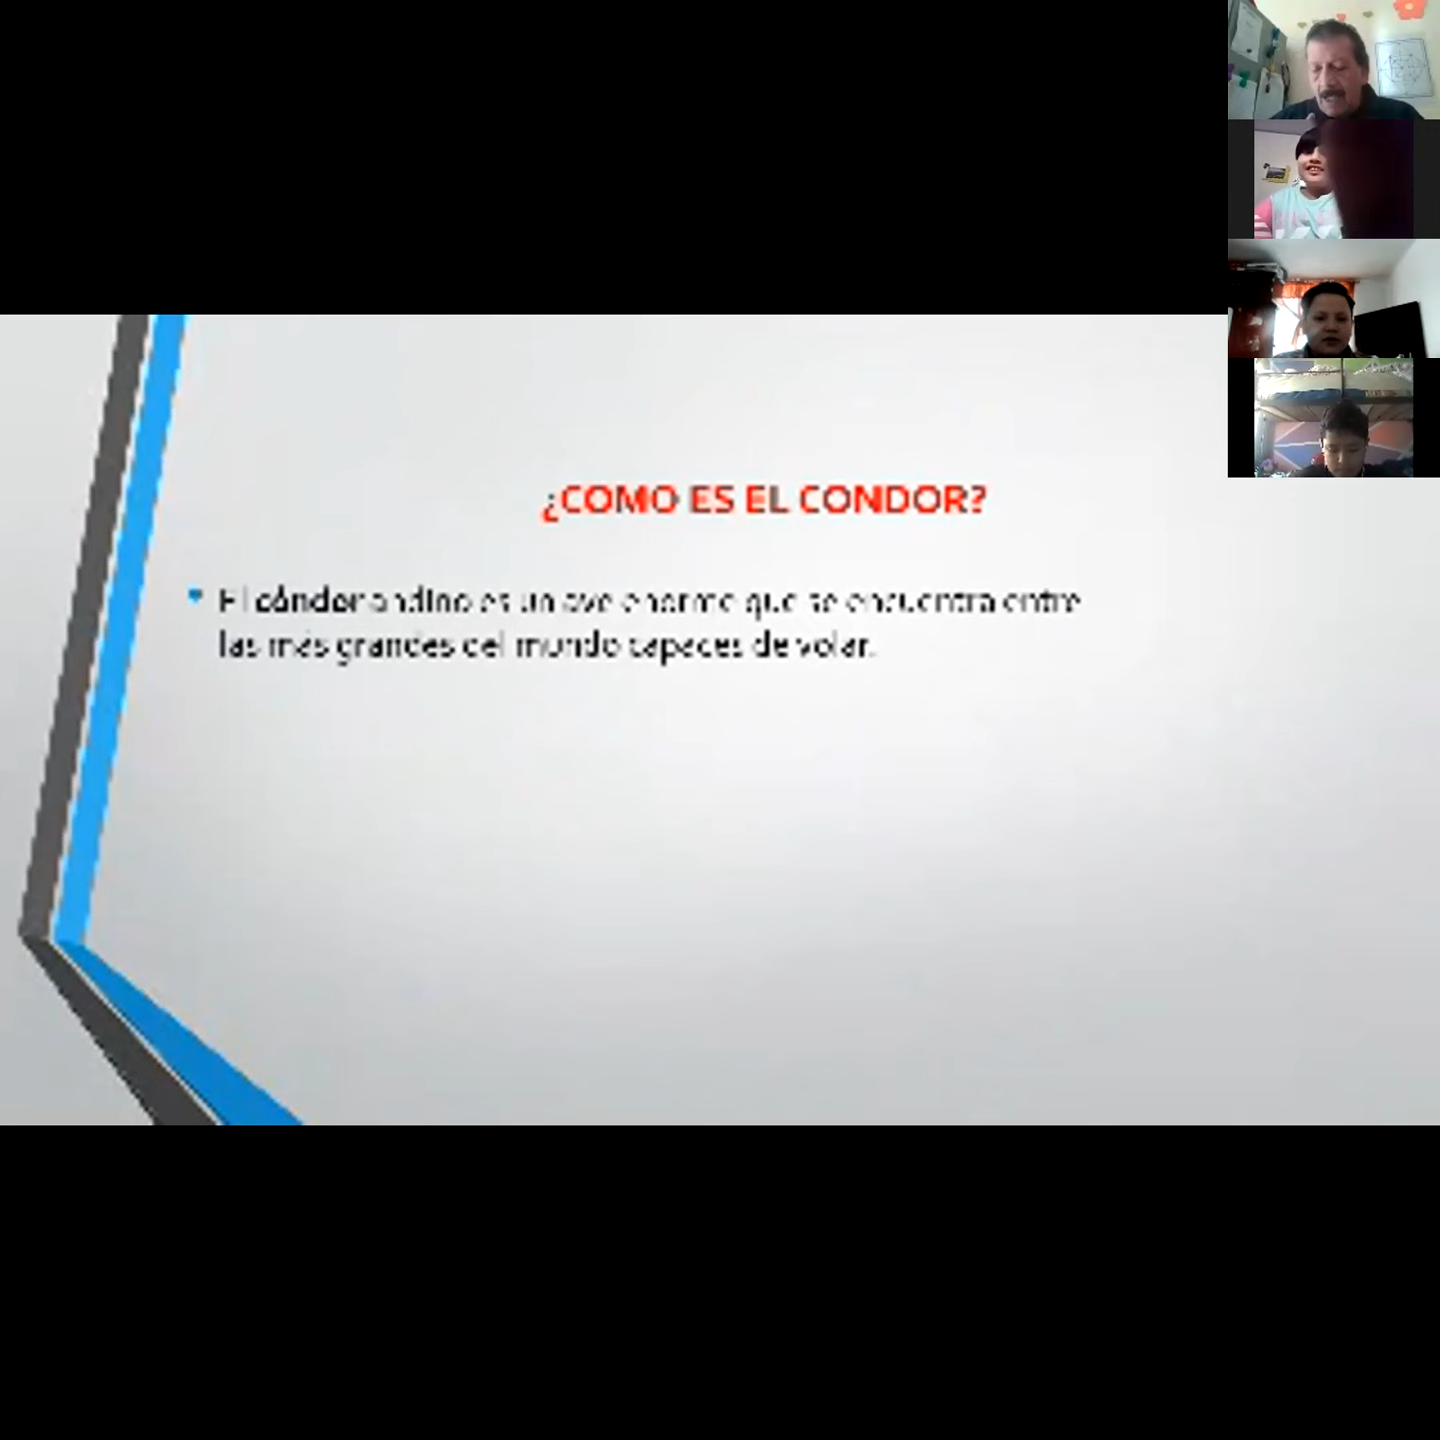 ¿COMO ES EL CONDOR?
El cóndor andino es un ave enorme que se encuentra entre
las más grandes del mundo capaces de volar.